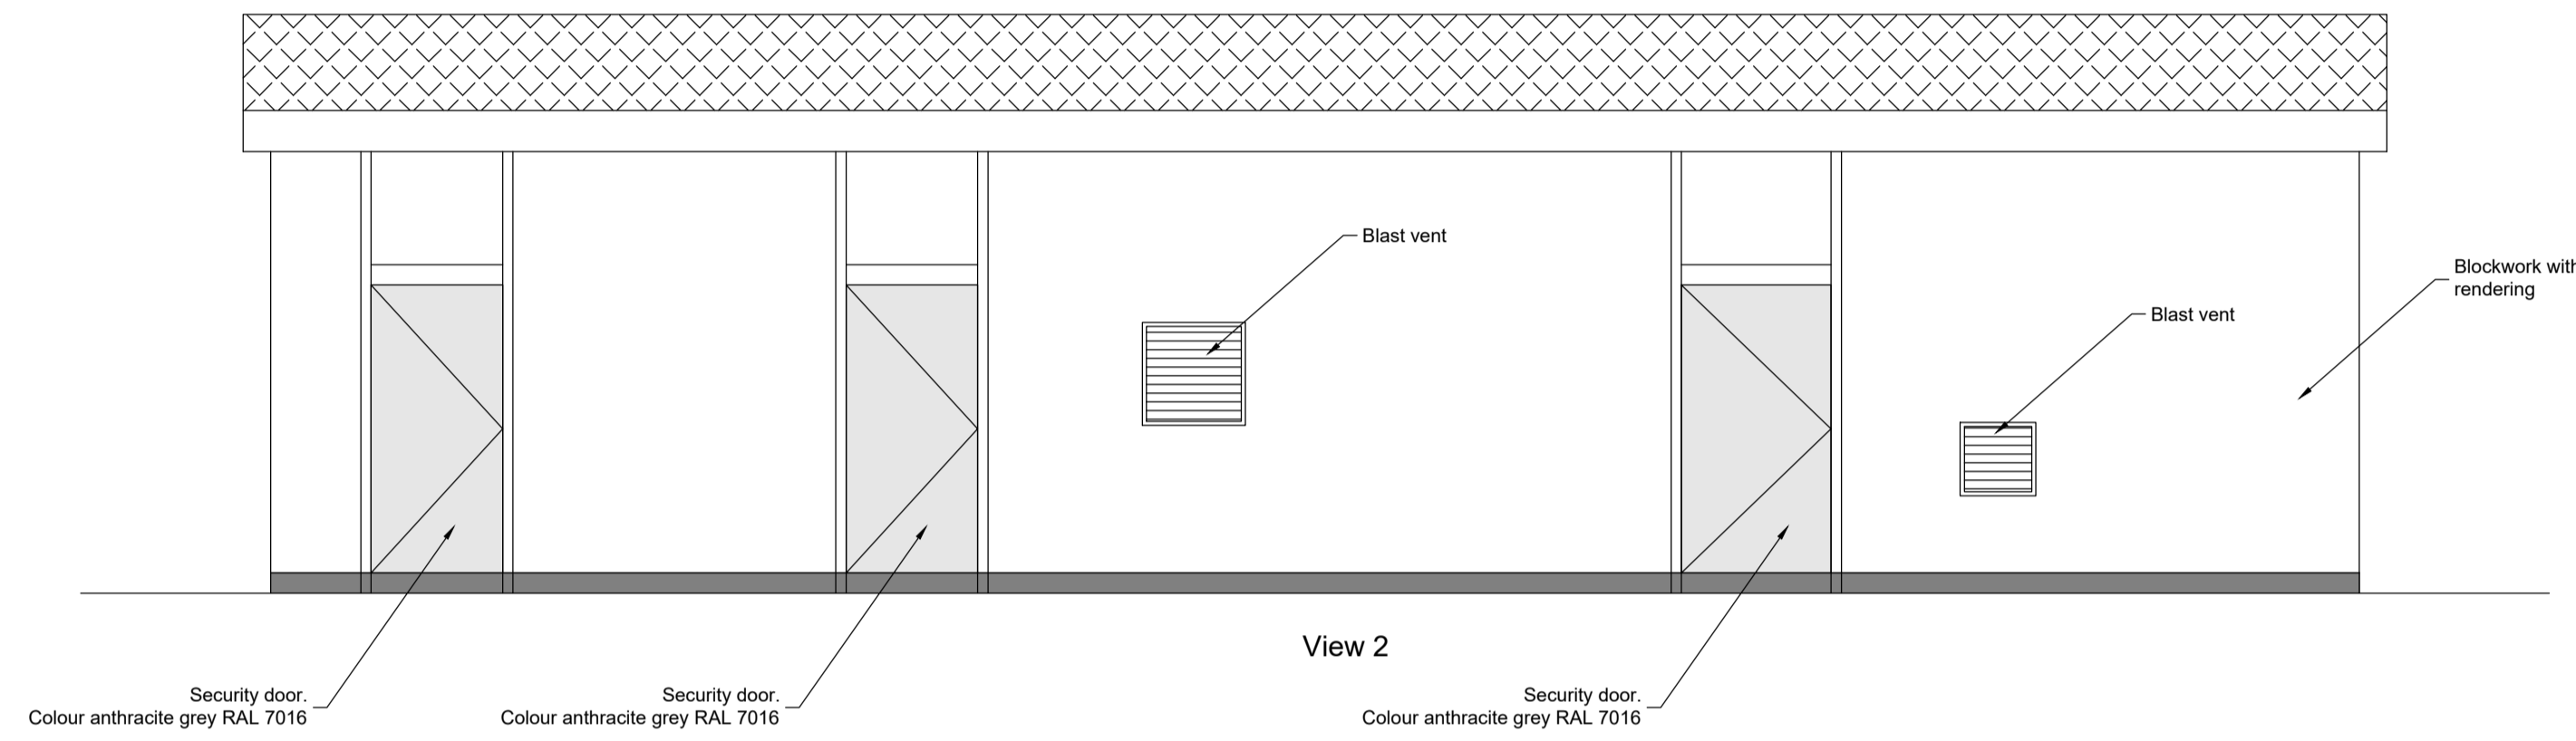 Blast vent
Blockwork with
rendering
Blast vent
View 2
Security door.
Colour anthracite grey RAL 7016
Security door.
Colour anthracite grey RAL 7016
Security door.
Colour anthracite grey RAL 7016